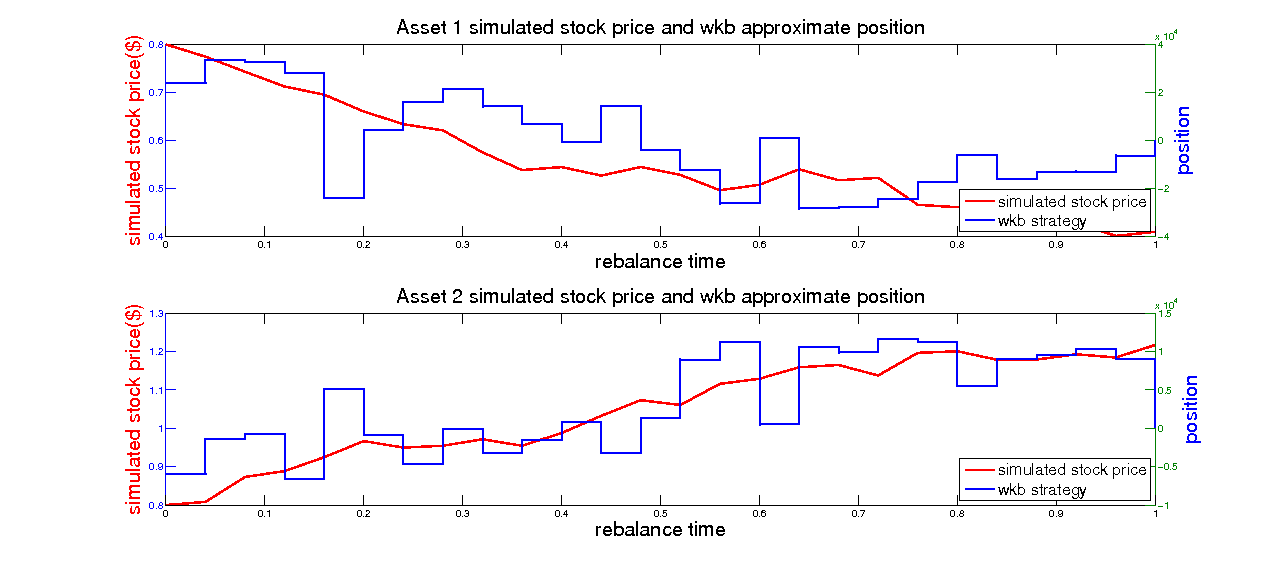 Asset 1 simulated stock price and wkb approximate position
x 10^4
simulated stock price($)
0.8
0.7
0.6
0.5
0.4
4
2
0
−2
−4
position
simulated stock price
wkb strategy
0 0.1 0.2 0.3 0.4 0.5 0.6 0.7 0.8 0.9 1
rebalance time
Asset 2 simulated stock price and wkb approximate position
x 10^4
simulated stock price($)
1.3
1.2
1.1
1
0.9
0.8
1.5
1
0.5
0
−0.5
−1
position
simulated stock price
wkb strategy
0 0.1 0.2 0.3 0.4 0.5 0.6 0.7 0.8 0.9 1
rebalance time